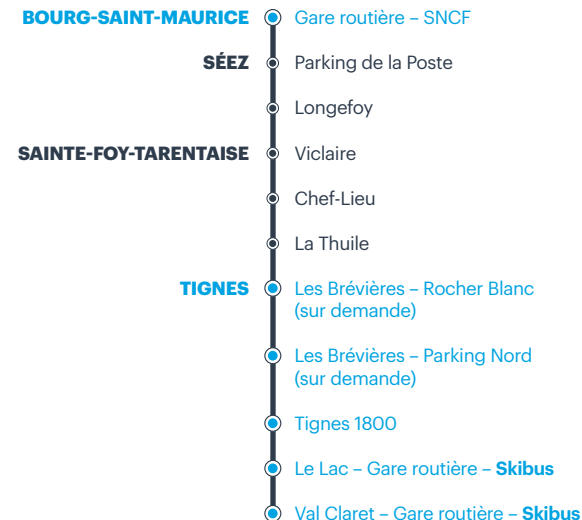 BOURG-SAINT-MAURICE Gare routière – SNCF
SÉEZ Parking de la Poste
Longefoy
SAINTE-FOY-TARENTAISE Viclaire
Chef-Lieu
La Thuile
TIGNES Les Brévières – Rocher Blanc
(sur demande)
Les Brévières – Parking Nord
(sur demande)
Tignes 1800
Le Lac – Gare routière – Skibus
Val Claret – Gare routière – Skibus